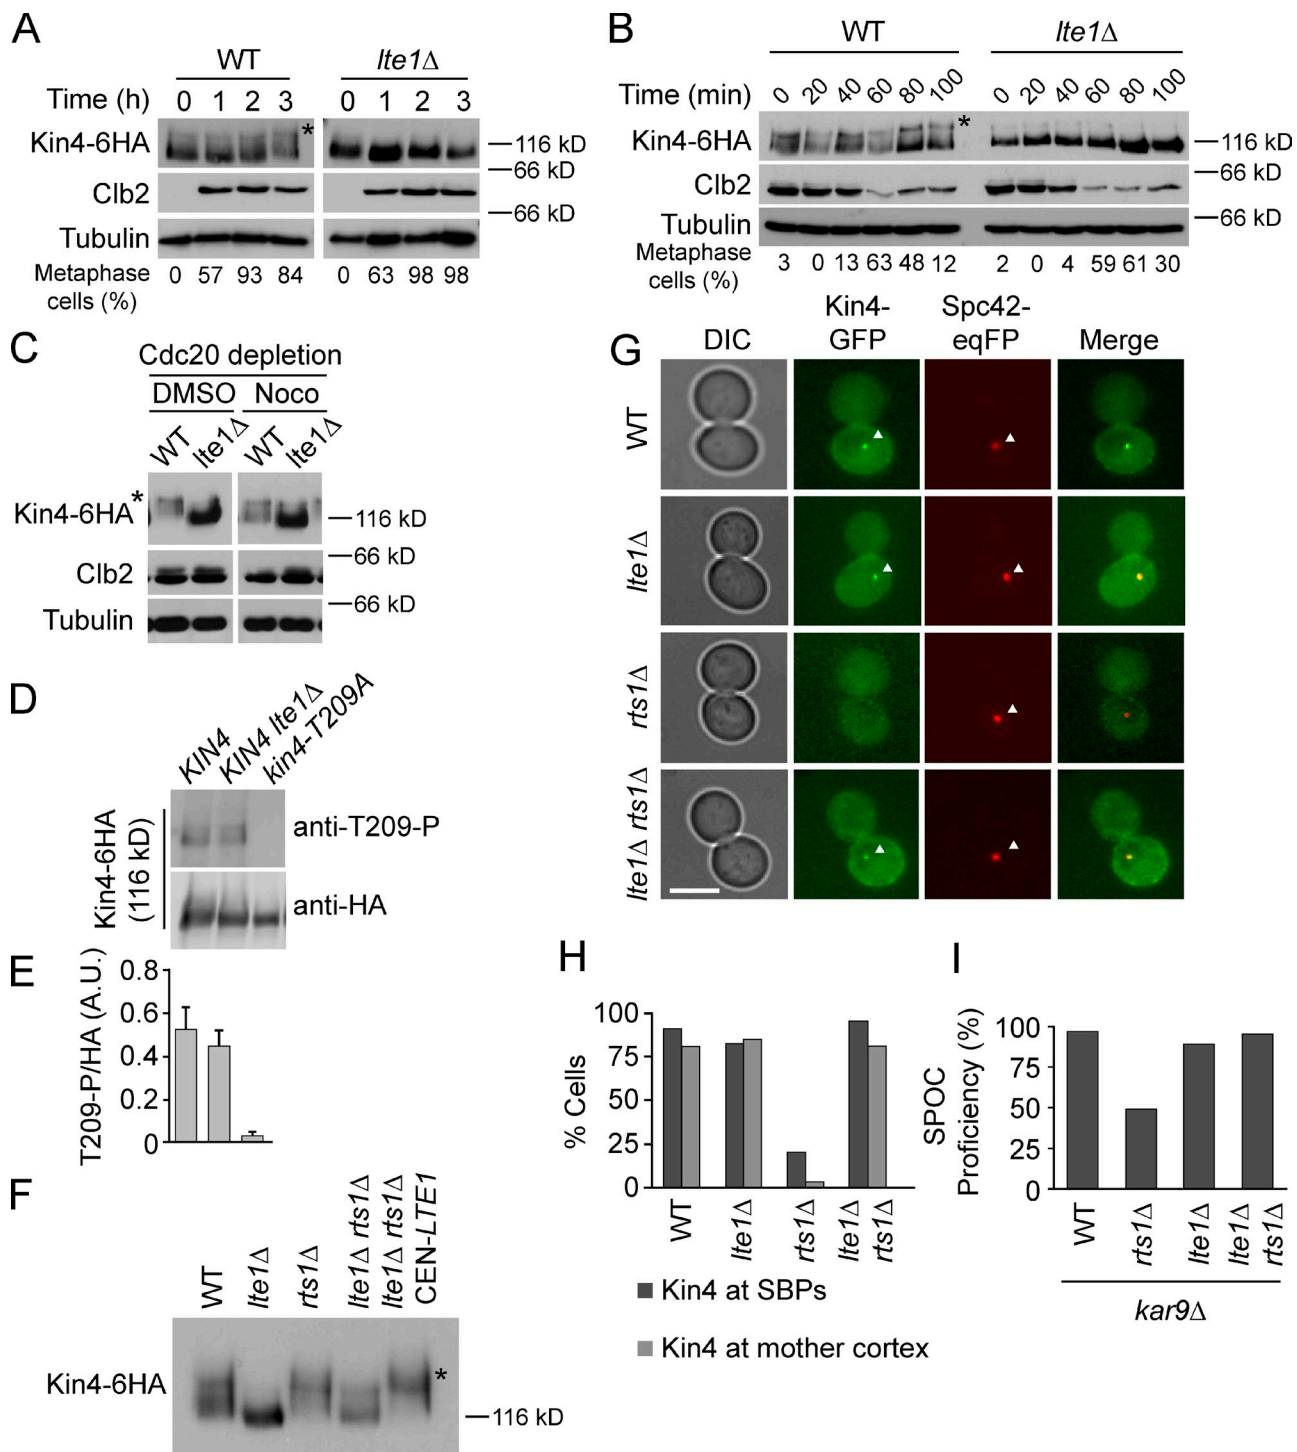 A
WT lte1Δ
Time (h) 0 1 2 3 0 1 2 3
Kin4-6HA * 116 kD
66 kD
Clb2
66 kD
Tubulin
Metaphase cells (%) 0 57 93 84 0 63 98 98
B
WT lte1Δ
Time (min) 0 20 40 60 80 100 0 20 40 60 80 100
Kin4-6HA * 116 kD
66 kD
Clb2
66 kD
Tubulin
Metaphase cells (%) 3 0 13 63 48 12 2 0 4 59 61 30
C
Cdc20 depletion
DMSO Noco
WT lte1Δ WT lte1Δ
Kin4-6HA * 116 kD
66 kD
Clb2
66 kD
Tubulin
D
KIN4 KIN4 lte1Δ kin4-T209A
Kin4-6HA (116 kD)
anti-T209-P
anti-HA
E
T209-P/HA (A.U.)
0.8
0.6
0.4
0.2
0
F
WT lte1Δ rts1Δ lte1Δ rts1Δ lte1Δ rts1Δ CEN-LTE1
Kin4-6HA *
116 kD
G
DIC Kin4-GFP Spc42-eqFP Merge
WT
lte1Δ
rts1Δ
lte1Δ rts1Δ
H
% Cells
100
75
50
25
0
WT lte1Δ rts1Δ lte1Δ rts1Δ
Kin4 at SBPs
Kin4 at mother cortex
I
SPOC Proficiency (%)
100
75
50
25
0
WT rts1Δ lte1Δ lte1Δ rts1Δ
kar9Δ